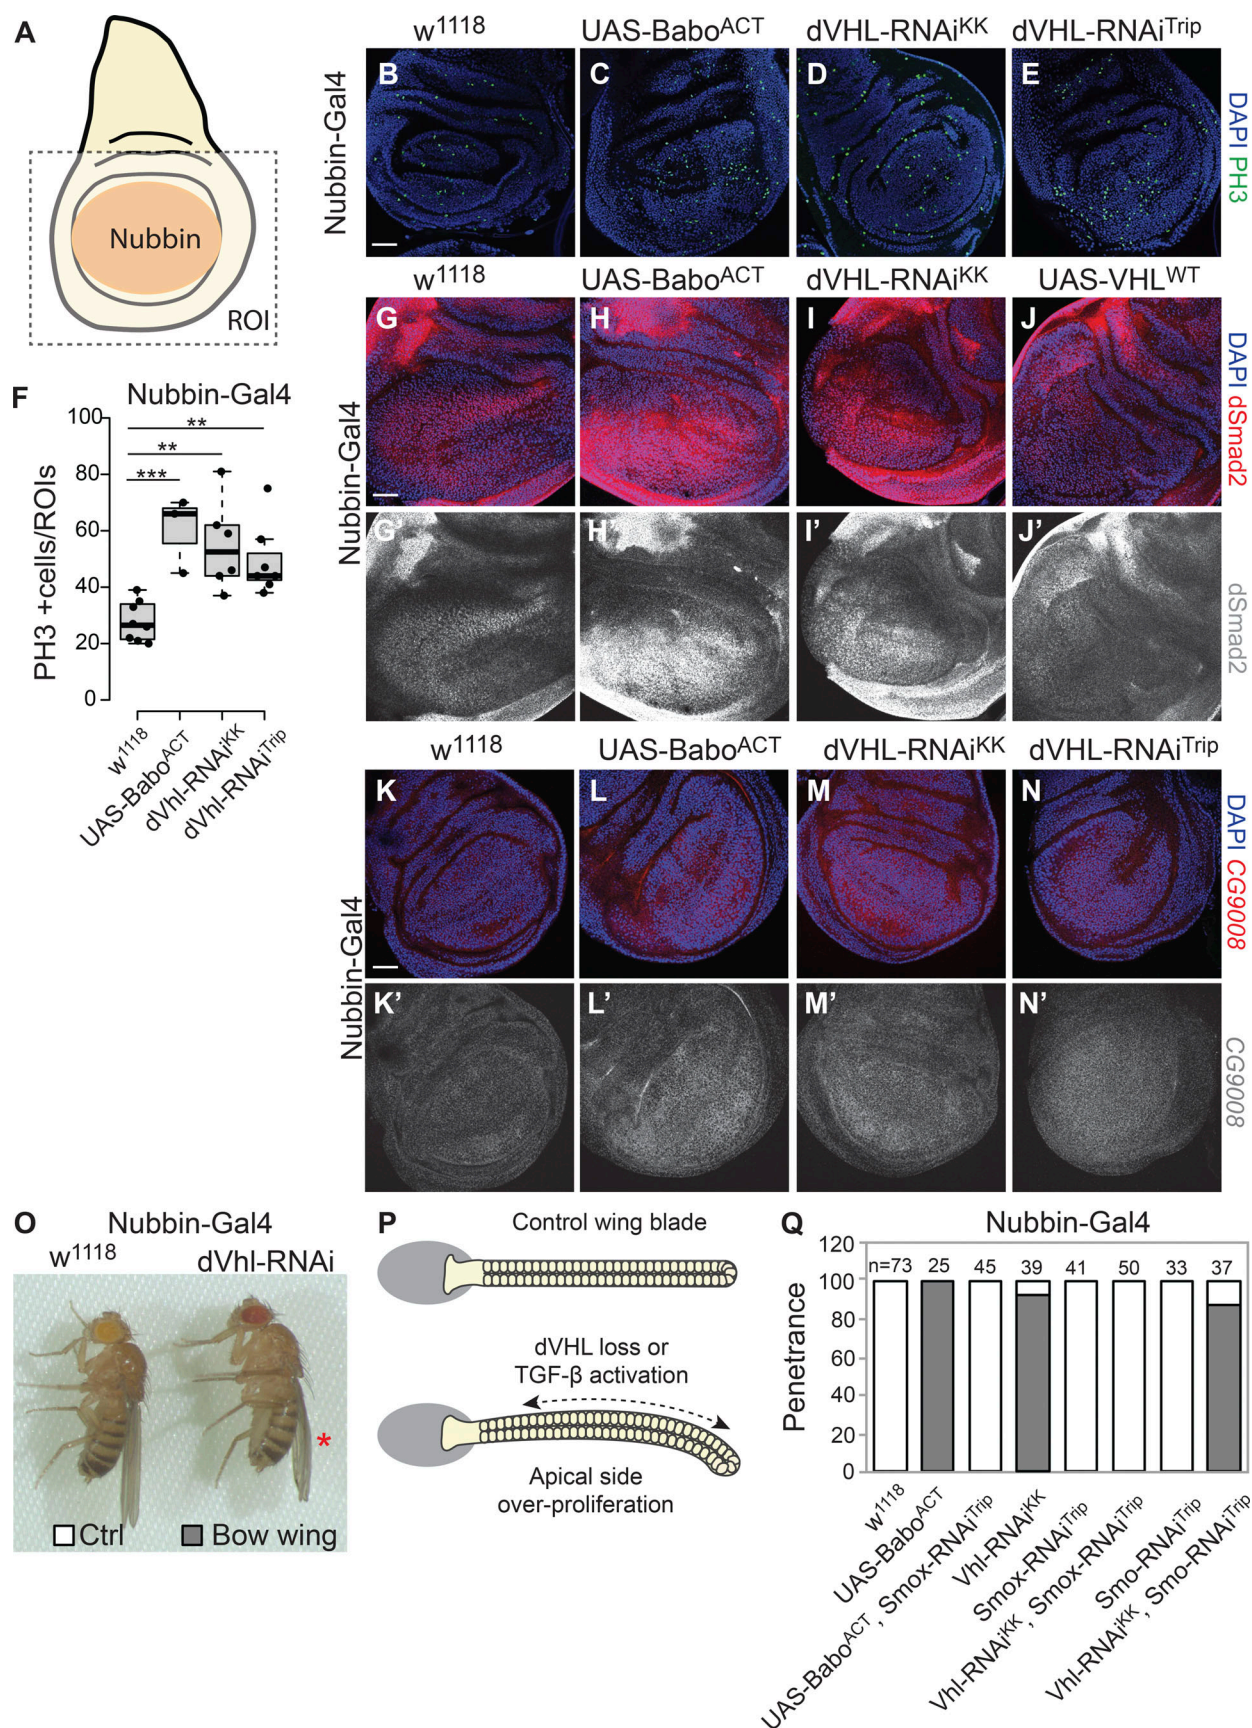 A
Nubbin
ROI
w1118
UAS-BaboACT
dVHL-RNAiKK
dVHL-RNAiTrip
Nubbin-Gal4
B
C
D
E
DAPI PH3
w1118
UAS-BaboACT
dVHL-RNAiKK
UAS-VHLWT
Nubbin-Gal4
G
H
I
J
DAPI dSmad2
G'
H'
I'
J'
dSmad2
F
Nubbin-Gal4
PH3 +cells/ROIs
100
80
60
40
20
0
**
**
***
w1118
UAS-BaboACT
dVhl-RNAiKK
dVhl-RNAiTrip
w1118
UAS-BaboACT
dVHL-RNAiKK
dVHL-RNAiTrip
Nubbin-Gal4
K
L
M
N
DAPI CG9008
K'
L'
M'
N'
CG9008
O
Nubbin-Gal4
w1118
dVhl-RNAi
*
Ctrl
Bow wing
P
Control wing blade
dVHL loss or
TGF-β activation
Apical side
over-proliferation
Q
Nubbin-Gal4
Penetrance
120
100
80
60
40
20
0
n=73 25 45 39 41 50 33 37
w1118
UAS-BaboACT
UAS-BaboACT, Smox-RNAiTrip
Vhl-RNAiKK
Smox-RNAiTrip
Vhl-RNAiKK, Smox-RNAiTrip
Smo-RNAiTrip
Vhl-RNAiKK, Smo-RNAiTrip